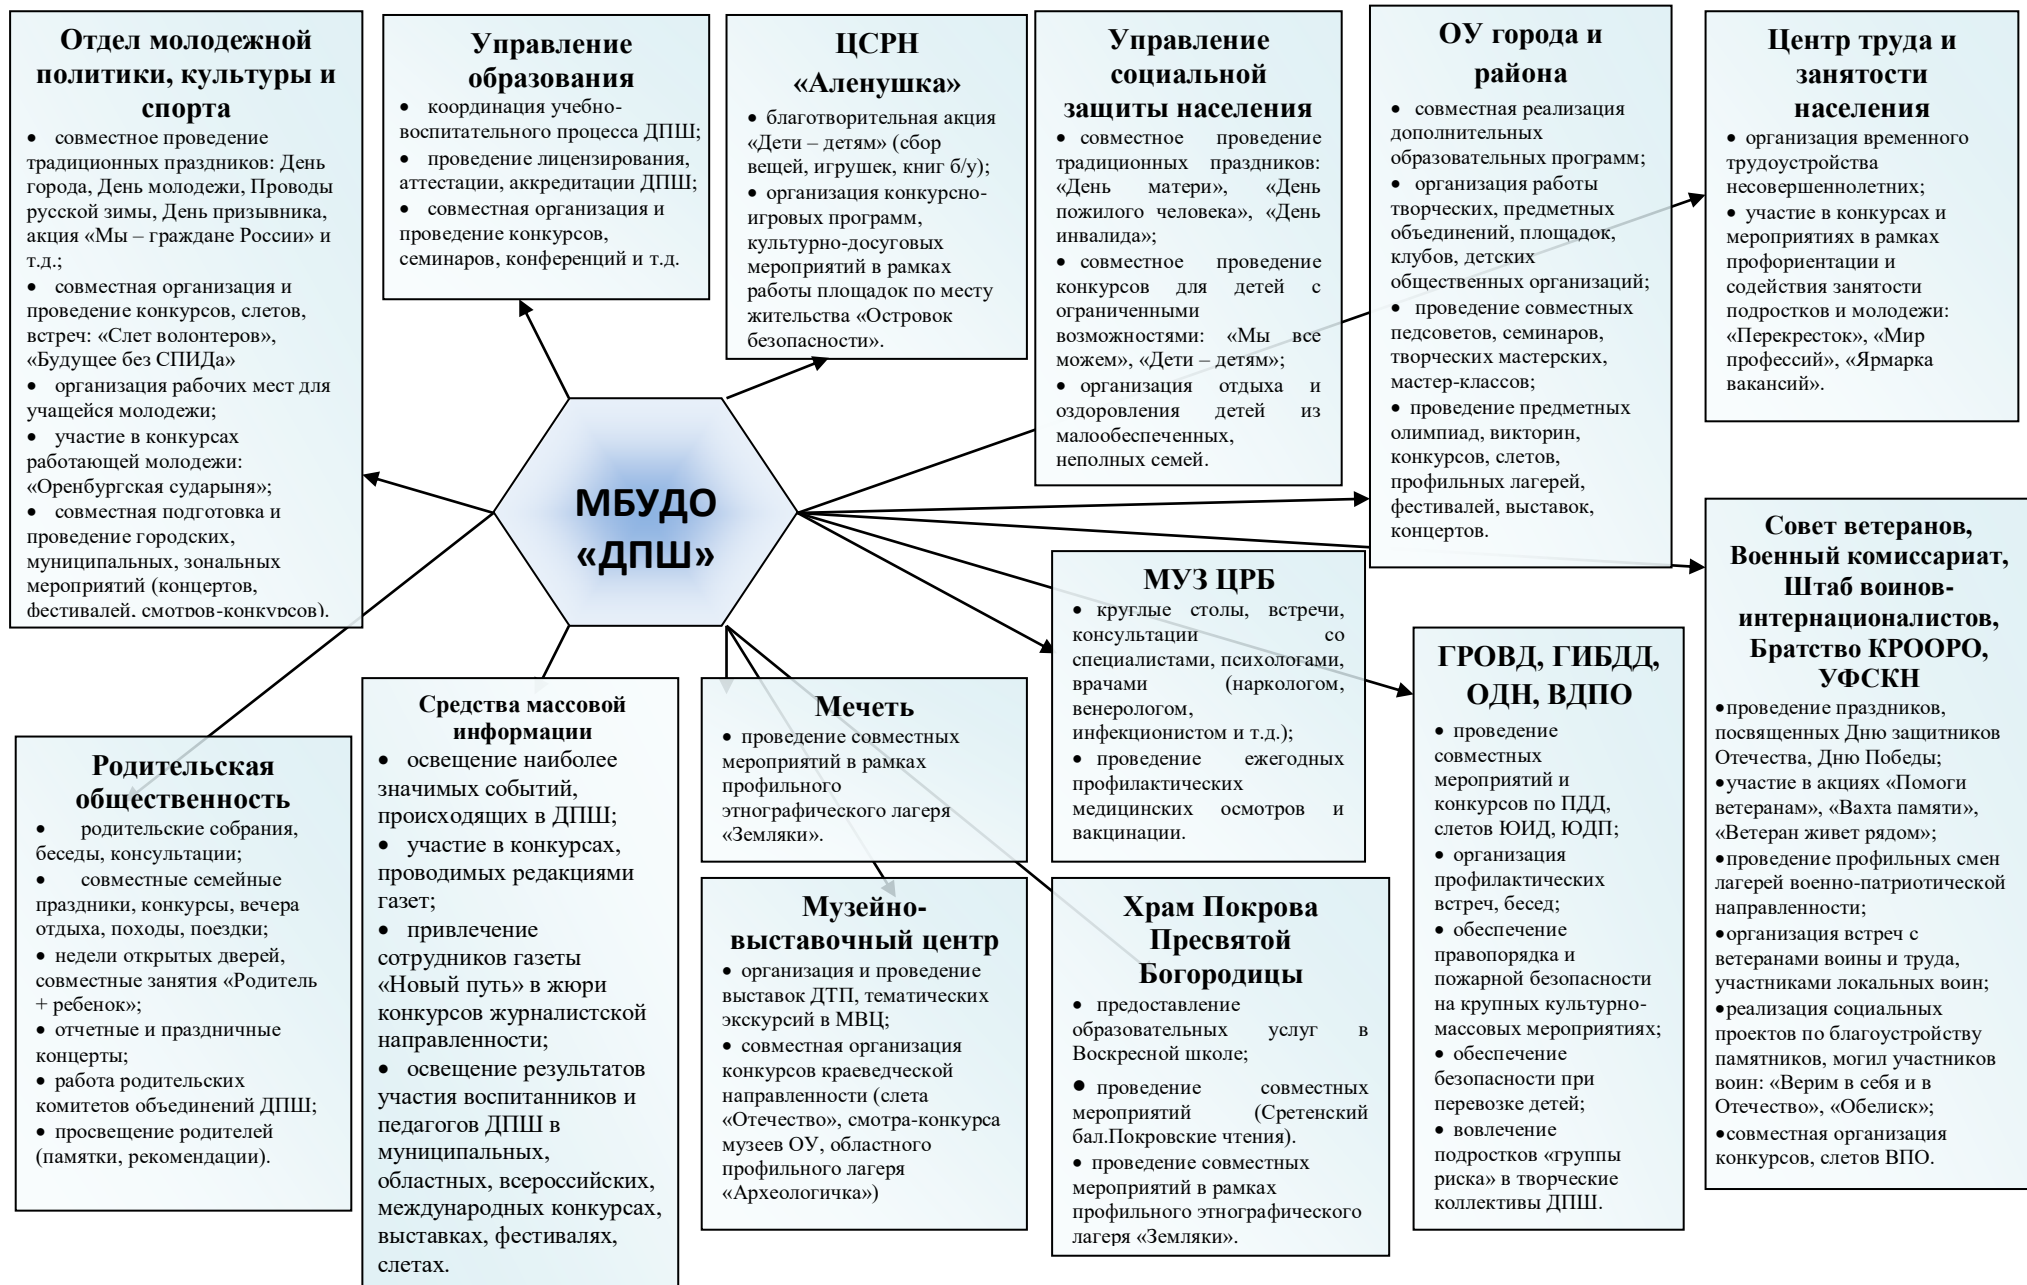 Отдел молодежной
политики, культуры и
спорта
• совместное проведение
традиционных праздников: День
города, День молодежи, Проводы
русской зимы, День призывника,
акция «Мы – граждане России» и
т.д.;
• совместная организация и
проведение конкурсов, слетов,
встреч: «Слет волонтеров»,
«Будущее без СПИДа»
• организация рабочих мест для
учащейся молодежи;
• участие в конкурсах
работающей молодежи:
«Оренбургская сударыня»;
• совместная подготовка и
проведение городских,
муниципальных, зональных
мероприятий (концертов,
фестивалей, смотров-конкурсов).
Управление
образования
• координация учебно-
воспитательного процесса ДПШ;
• проведение лицензирования,
аттестации, аккредитации ДПШ;
• совместная организация и
проведение конкурсов,
семинаров, конференций и т.д.
ЦСРН
«Аленушка»
• благотворительная акция
«Дети – детям» (сбор
вещей, игрушек, книг б/у);
• организация конкурсно-
игровых программ,
культурно-досуговых
мероприятий в рамках
работы площадок по месту
жительства «Островок
безопасности».
Управление
социальной
защиты населения
• совместное проведение
традиционных праздников:
«День матери», «День
пожилого человека», «День
инвалида»;
• совместное проведение
конкурсов для детей с
ограниченными
возможностями: «Мы все
можем», «Дети – детям»;
• организация отдыха и
оздоровления детей из
малообеспеченных,
неполных семей.
ОУ города и
района
• совместная реализация
дополнительных
образовательных программ;
• организация работы
творческих, предметных
объединений, площадок,
клубов, детских
общественных организаций;
• проведение совместных
педсоветов, семинаров,
творческих мастерских,
мастер-классов;
• проведение предметных
олимпиад, викторин,
конкурсов, слетов,
профильных лагерей,
фестивалей, выставок,
концертов.
Центр труда и
занятости
населения
• организация временного
трудоустройства
несовершеннолетних;
• участие в конкурсах и
мероприятиях в рамках
профориентации и
содействия занятости
подростков и молодежи:
«Перекресток», «Мир
профессий», «Ярмарка
вакансий».
МБУДО
«ДПШ»
Родительская
общественность
• родительские собрания,
беседы, консультации;
• совместные семейные
праздники, конкурсы, вечера
отдыха, походы, поездки;
• недели открытых дверей,
совместные занятия «Родитель
+ ребенок»;
• отчетные и праздничные
концерты;
• работа родительских
комитетов объединений ДПШ;
• просвещение родителей
(памятки, рекомендации).
Средства массовой
информации
• освещение наиболее
значимых событий,
происходящих в ДПШ;
• участие в конкурсах,
проводимых редакциями
газет;
• привлечение
сотрудников газеты
«Новый путь» в жюри
конкурсов журналистской
направленности;
• освещение результатов
участия воспитанников и
педагогов ДПШ в
муниципальных,
областных, всероссийских,
международных конкурсах,
выставках, фестивалях,
слетах.
Мечеть
• проведение совместных
мероприятий в рамках
профильного
этнографического лагеря
«Земляки».
Музейно-
выставочный центр
• организация и проведение
выставок ДТП, тематических
экскурсий в МВЦ;
• совместная организация
конкурсов краеведческой
направленности (слета
«Отечество», смотра-конкурса
музеев ОУ, областного
профильного лагеря
«Археологичка»)
МУЗ ЦРБ
• круглые столы, встречи,
консультации со
специалистами, психологами,
врачами (наркологом,
венерологом,
инфекционистом и т.д.);
• проведение ежегодных
профилактических
медицинских осмотров и
вакцинации.
Храм Покрова
Пресвятой
Богородицы
• предоставление
образовательных услуг в
Воскресной школе;
• проведение совместных
мероприятий (Сретенский
бал.Покровские чтения).
• проведение совместных
мероприятий в рамках
профильного этнографического
лагеря «Земляки».
ГРОВД, ГИБДД,
ОДН, ВДПО
• проведение
совместных
мероприятий и
конкурсов по ПДД,
слетов ЮИД, ЮДП;
• организация
профилактических
встреч, бесед;
• обеспечение
правопорядка и
пожарной безопасности
на крупных культурно-
массовых мероприятиях;
• обеспечение
безопасности при
перевозке детей;
• вовлечение
подростков «группы
риска» в творческие
коллективы ДПШ.
Совет ветеранов,
Военный комиссариат,
Штаб воинов-
интернационалистов,
Братство КРООРО,
УФСКН
•проведение праздников,
посвященных Дню защитников
Отечества, Дню Победы;
•участие в акциях «Помоги
ветеранам», «Вахта памяти»,
«Ветеран живет рядом»;
•проведение профильных смен
лагерей военно-патриотической
направленности;
•организация встреч с
ветеранами воины и труда,
участниками локальных воин;
•реализация социальных
проектов по благоустройству
памятников, могил участников
воин: «Верим в себя и в
Отечество», «Обелиск»;
•совместная организация
конкурсов, слетов ВПО.